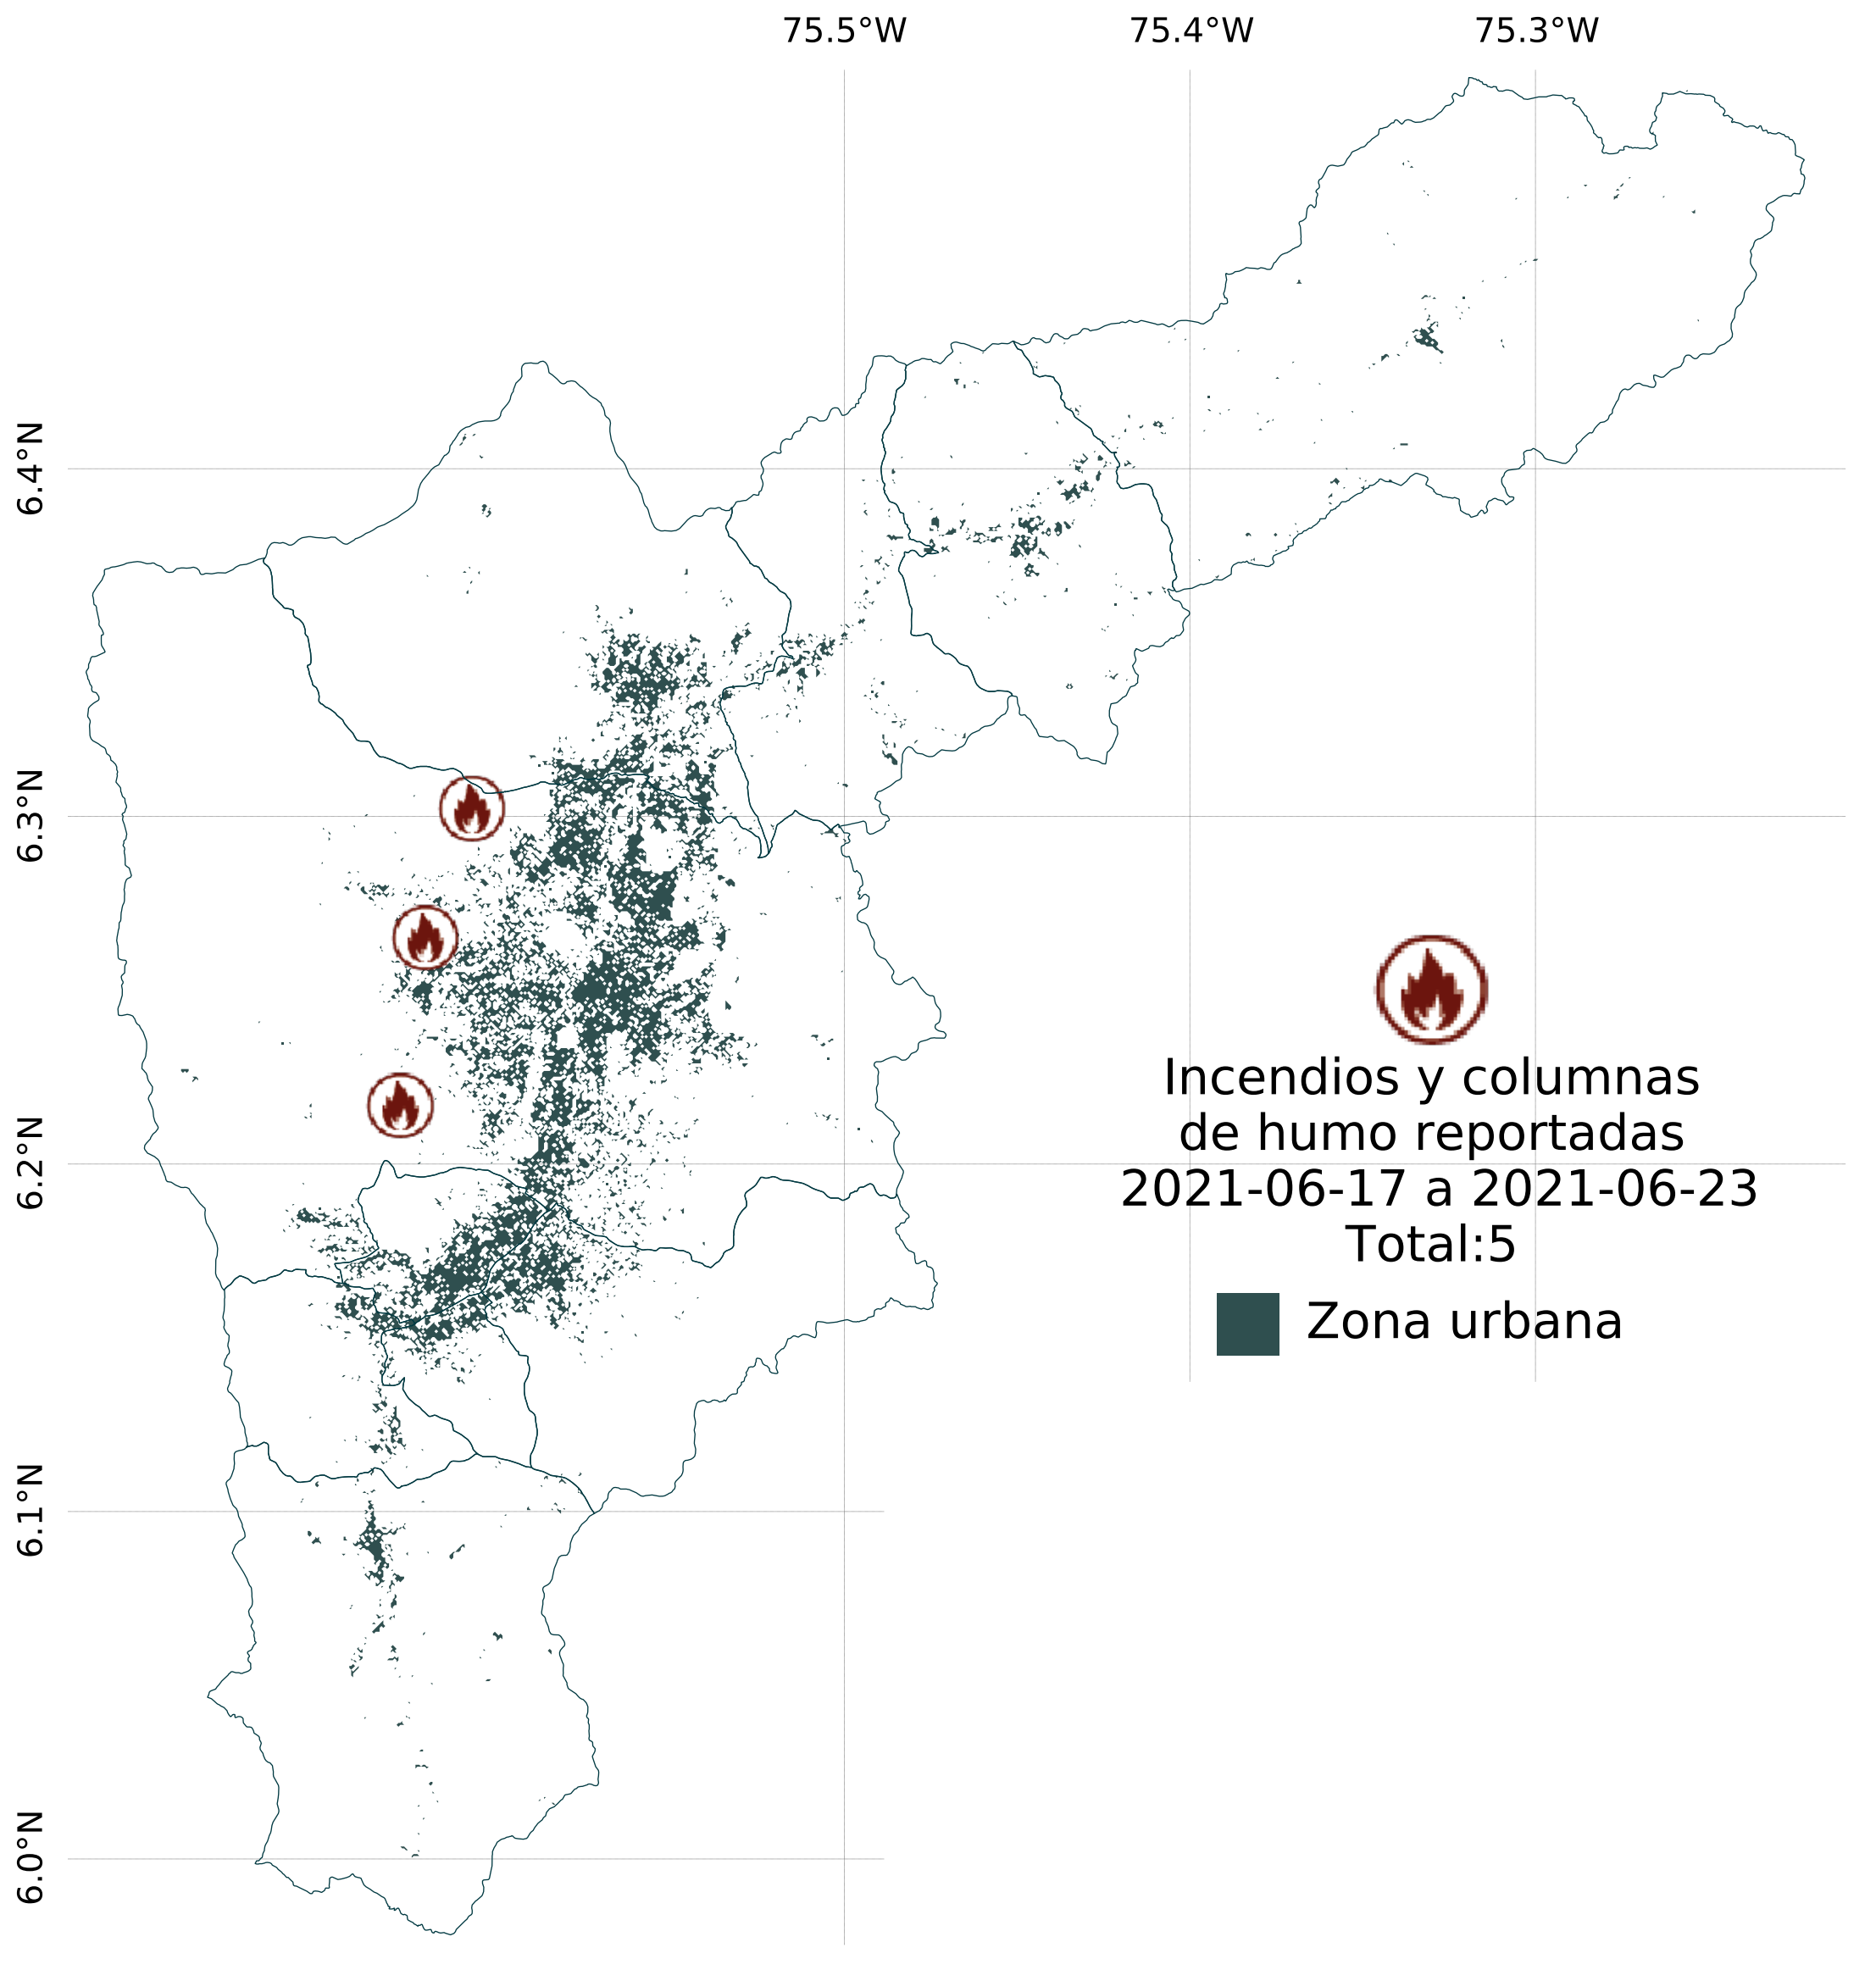 75.5°W 75.4°W 75.3°W
6.4°N
6.3°N
6.2°N
6.1°N
6.0°N
Incendios y columnas
de humo reportadas
2021-06-17 a 2021-06-23
Total:5
Zona urbana